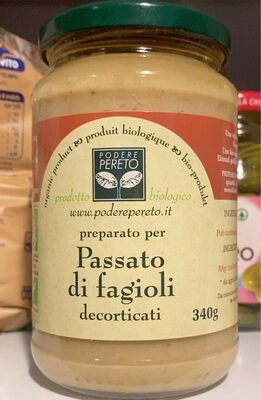 organic product & produit biologique & bio-produkt
PODERE
PERETO
prodotto biologico
www.poderepereto.it
preparato per
Passato
di fagioli
decorticati
340g